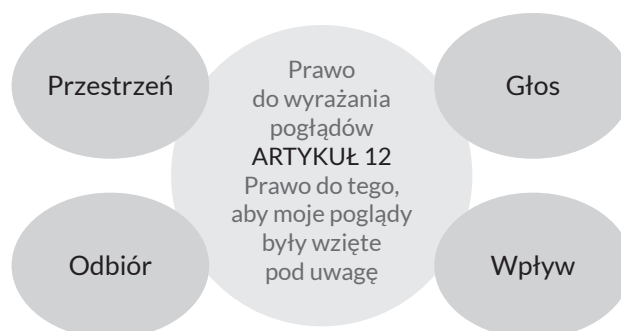 Przestrzeń
Prawo
do wyrażania
pogłądów
ARTYKUŁ 12
Prawo do tego,
aby moje poglądy
były wzięte
pod uwagę
Głos
Odbiór
Wpływ